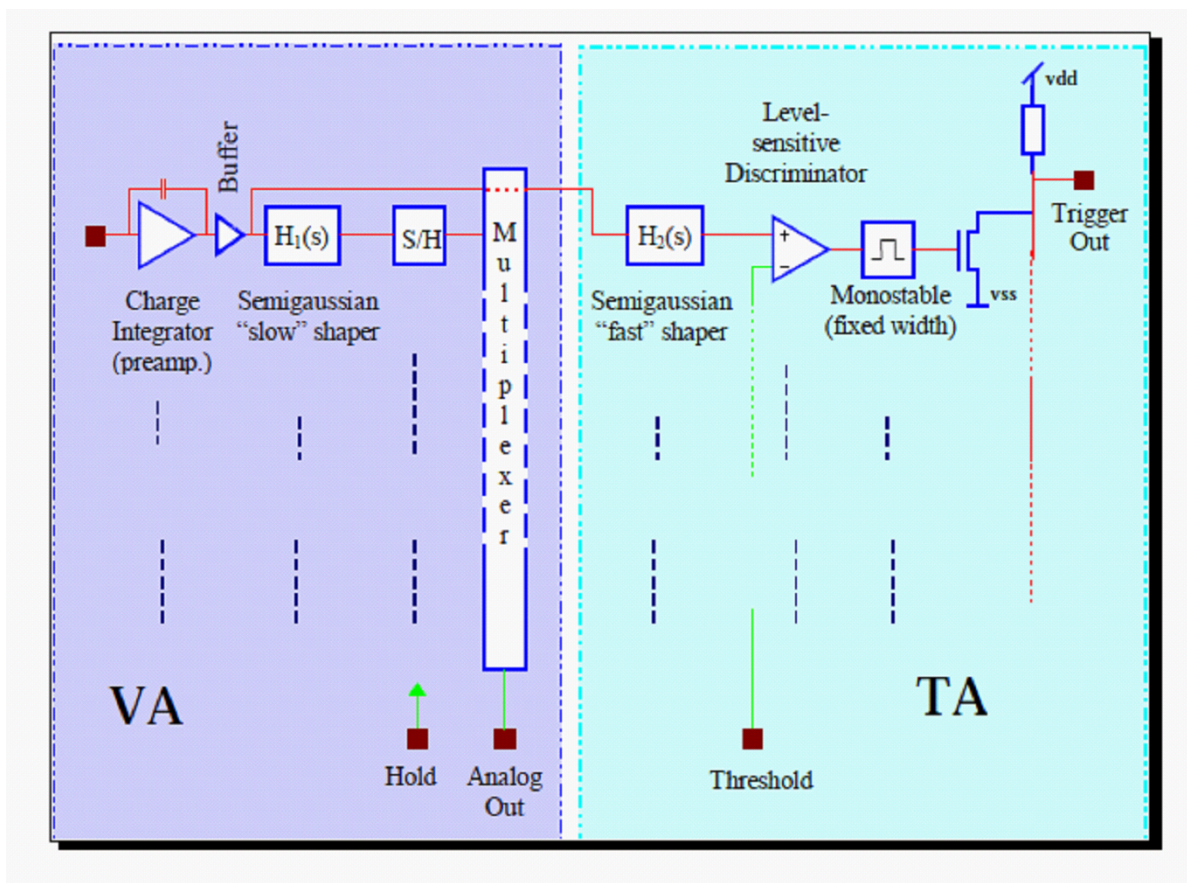 Buffer
H₁(s)
S/H
M
u
l
t
i
p
l
e
x
e
r
Charge
Integrator
(preamp.)
Semigaussian
“slow” shaper
VA
Hold
Analog
Out
Level-
sensitive
Discriminator
vdd
Trigger
Out
H₂(s)
+
−
vss
Semigaussian
“fast” shaper
Monostable
(fixed width)
TA
Threshold